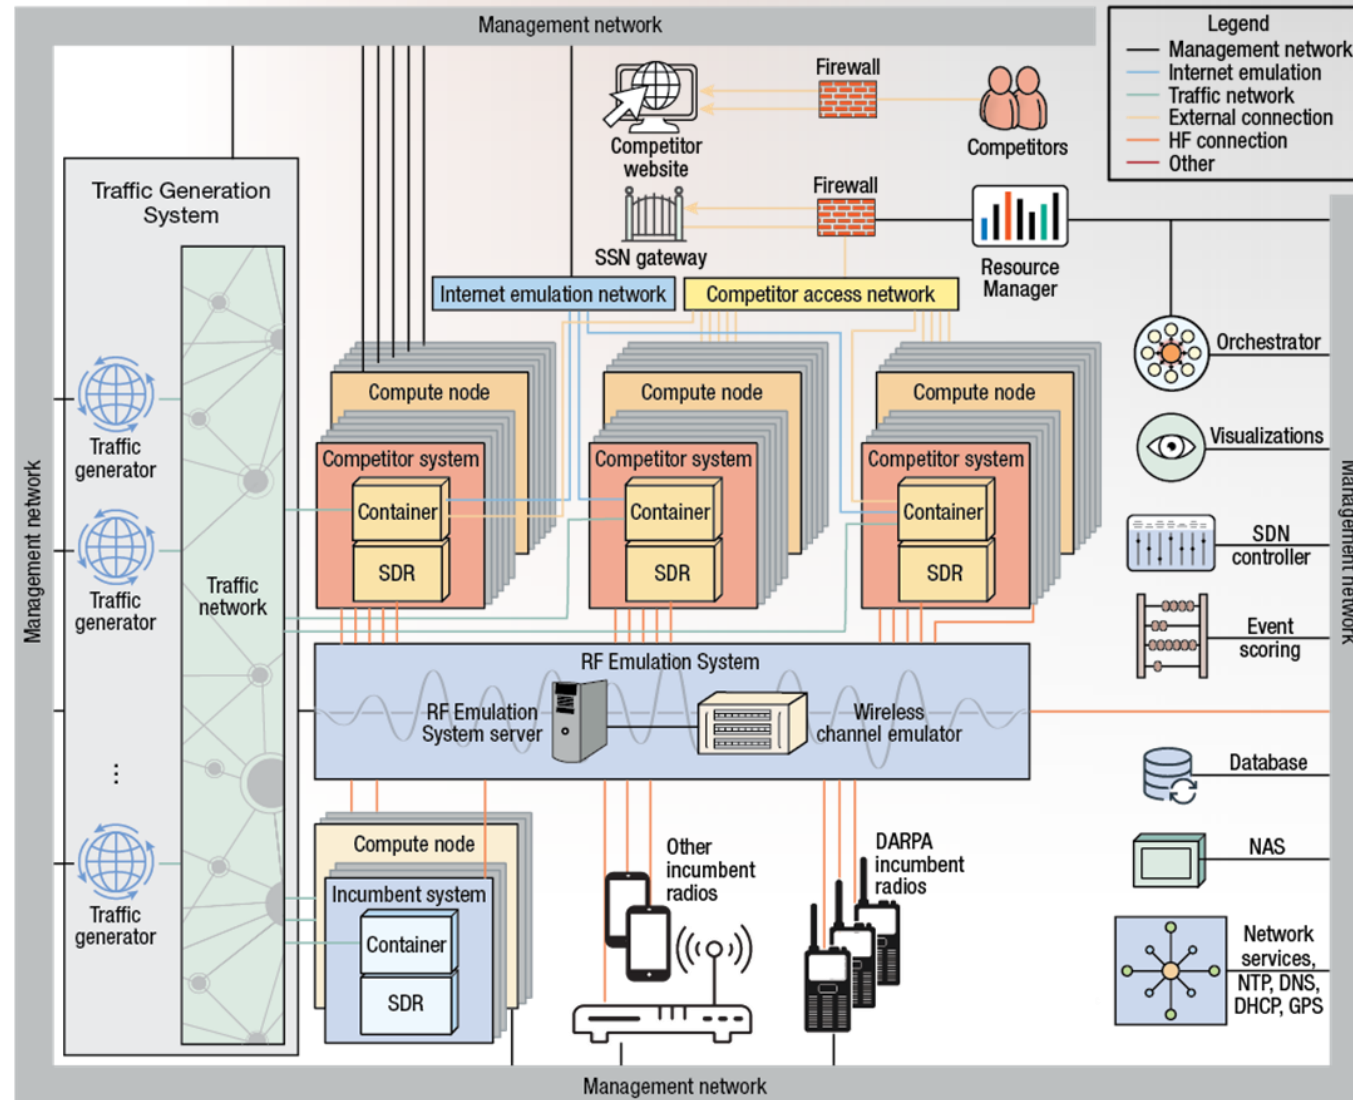 Management network
Legend
Management network
Internet emulation
Traffic network
External connection
HF connection
Other
Firewall
Competitor
website
Competitors
Firewall
SSN gateway
Resource
Manager
Traffic Generation
System
Internet emulation network
Competitor access network
Orchestrator
Compute node
Compute node
Compute node
Visualizations
Traffic
generator
Competitor system
Competitor system
Competitor system
Container
Container
Container
SDN
controller
SDR
SDR
SDR
Management network
Traffic
generator
Traffic
network
Event
scoring
Management network
RF Emulation System
RF Emulation
System server
Wireless
channel emulator
Database
...
Compute node
Other
incumbent
radios
DARPA
incumbent
radios
NAS
Incumbent system
Traffic
generator
Container
SDR
Network
services,
NTP, DNS,
DHCP, GPS
Management network